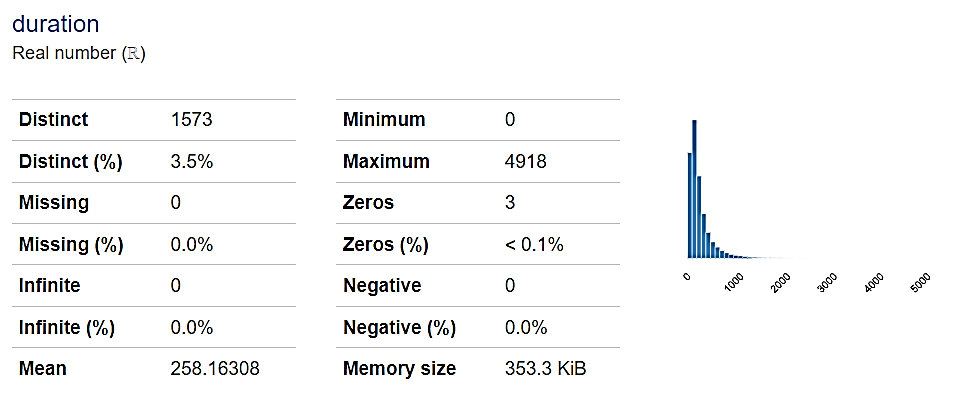 duration
Real number (ℝ)
Distinct 1573
Distinct (%) 3.5%
Missing 0
Missing (%) 0.0%
Infinite 0
Infinite (%) 0.0%
Mean 258.16308
Minimum 0
Maximum 4918
Zeros 3
Zeros (%) < 0.1%
Negative 0
Negative (%) 0.0%
Memory size 353.3 KiB
0 1000 2000 3000 4000 5000